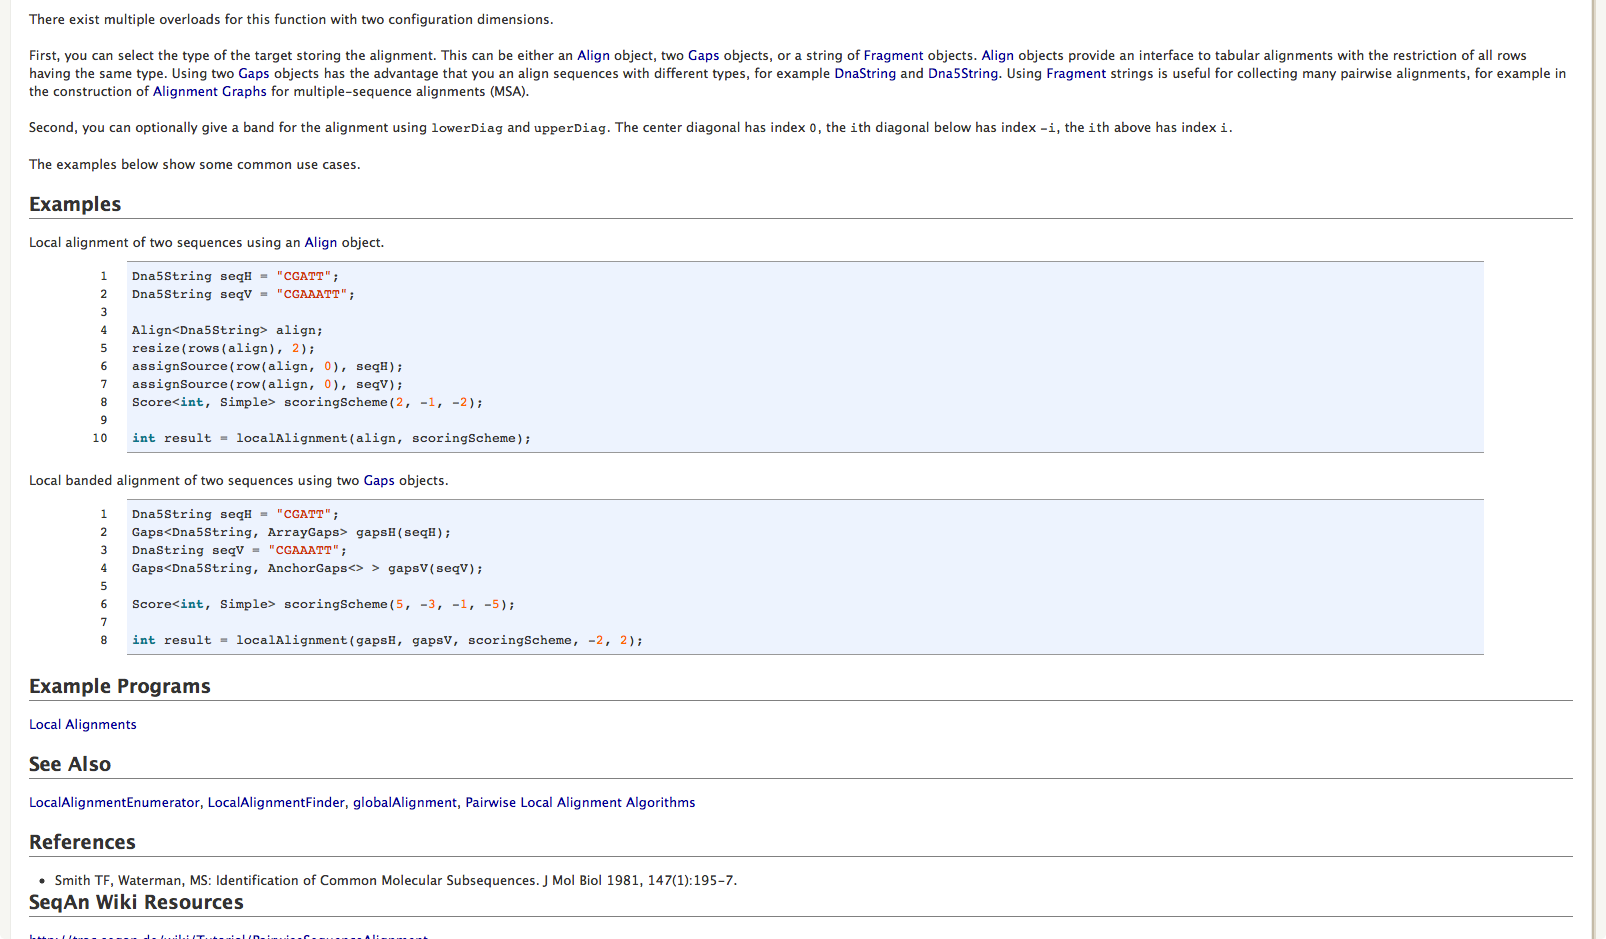 There exist multiple overloads for this function with two configuration dimensions.
First, you can select the type of the target storing the alignment. This can be either an Align object, two Gaps objects, or a string of Fragment objects. Align objects provide an interface to tabular alignments with the restriction of all rows
having the same type. Using two Gaps objects has the advantage that you an align sequences with different types, for example DnaString and Dna5String. Using Fragment strings is useful for collecting many pairwise alignments, for example in
the construction of Alignment Graphs for multiple-sequence alignments (MSA).
Second, you can optionally give a band for the alignment using lowerDiag and upperDiag. The center diagonal has index 0, the ith diagonal below has index -i, the ith above has index i.
The examples below show some common use cases.
Examples
Local alignment of two sequences using an Align object.
1 Dna5String seqH = "CGATT";
2 Dna5String seqV = "CGAAATT";
3
4 Align<Dna5String> align;
5 resize(rows(align), 2);
6 assignSource(row(align, 0), seqH);
7 assignSource(row(align, 0), seqV);
8 Score<int, Simple> scoringScheme(2, -1, -2);
9
10 int result = localAlignment(align, scoringScheme);
Local banded alignment of two sequences using two Gaps objects.
1 Dna5String seqH = "CGATT";
2 Gaps<Dna5String, ArrayGaps> gapsH(seqH);
3 DnaString seqV = "CGAAATT";
4 Gaps<Dna5String, AnchorGaps<> > gapsV(seqV);
5
6 Score<int, Simple> scoringScheme(5, -3, -1, -5);
7
8 int result = localAlignment(gapsH, gapsV, scoringScheme, -2, 2);
Example Programs
Local Alignments
See Also
LocalAlignmentEnumerator, LocalAlignmentFinder, globalAlignment, Pairwise Local Alignment Algorithms
References
• Smith TF, Waterman, MS: Identification of Common Molecular Subsequences. J Mol Biol 1981, 147(1):195-7.
SeqAn Wiki Resources
http://trac.seqan.de/wiki/Tutorial/PairwiseSequenceAlignment